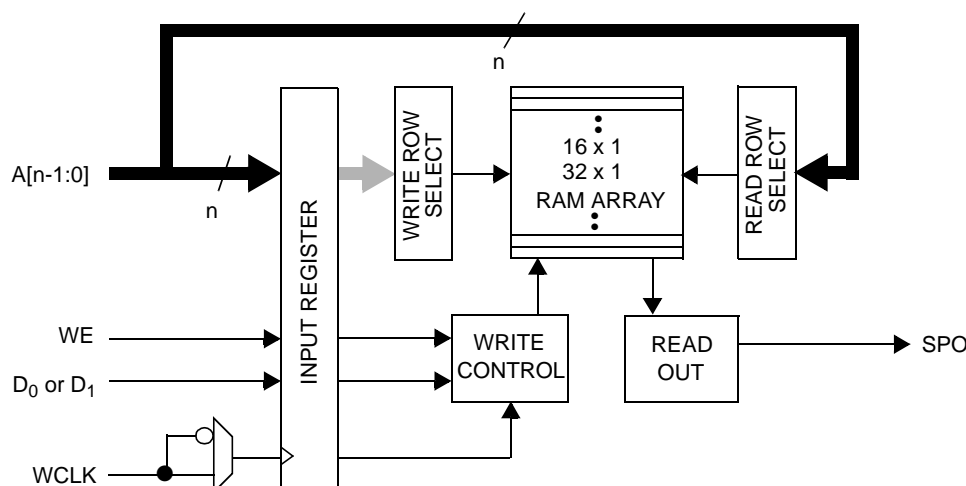 n
A[n-1:0]
n
INPUT REGISTER
WRITE ROW
SELECT
16 x 1
32 x 1
RAM ARRAY
READ ROW
SELECT
WE
D0 or D1
WCLK
WRITE
CONTROL
READ
OUT
SPO